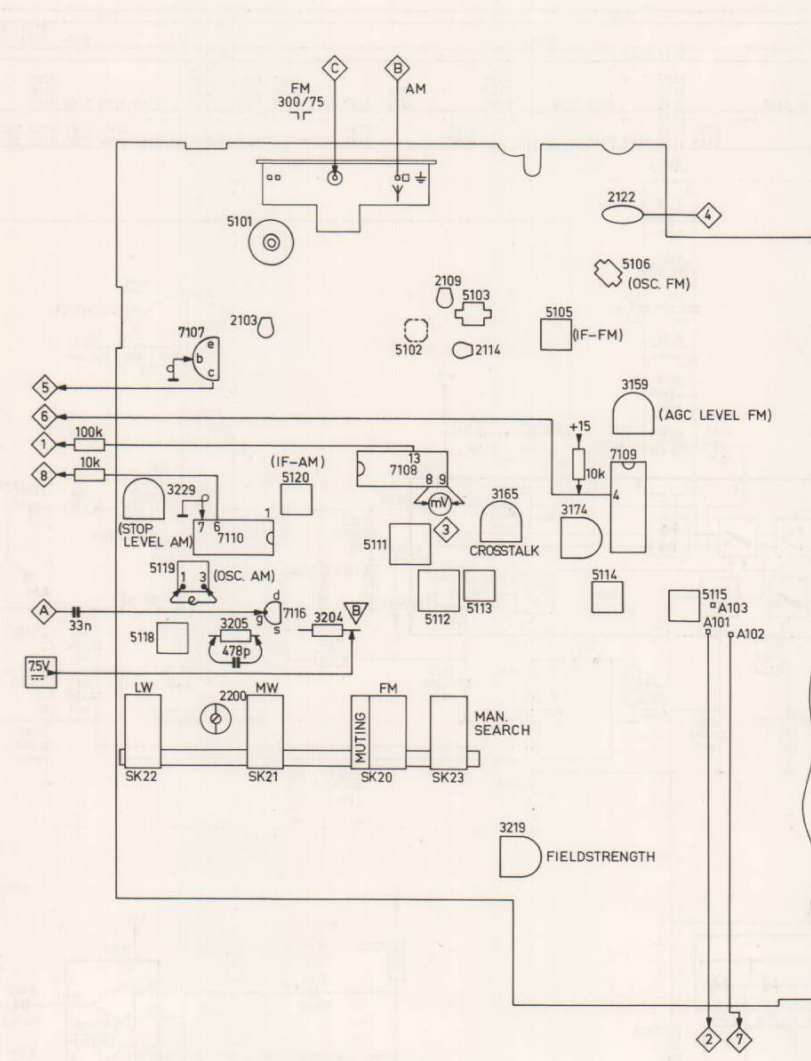 C
B
FM
300/75
AM
2122
4
5101
5106
(OSC. FM)
2109
5103
5105
(IF-FM)
7107
e
b
c
2103
5102
2114
5
3159
(AGC LEVEL FM)
6
+15
1
100k
13
7109
8
10k
(IF-AM)
5120
7108
8 9
10k
4
3229
mV
3165
3174
(STOP
LEVEL AM)
7 6
1
7110
3
5111
CROSSTALK
5119
1 3
(OSC. AM)
e
5114
5112
5113
5115
A103
A101
A102
A
33n
d
g
s
7116
3204
B
5118
3205
478p
7.5V
LW
2200
MW
FM
MUTING
MAN.
SEARCH
SK22
SK21
SK20
SK23
3219
FIELDSTRENGTH
2
7